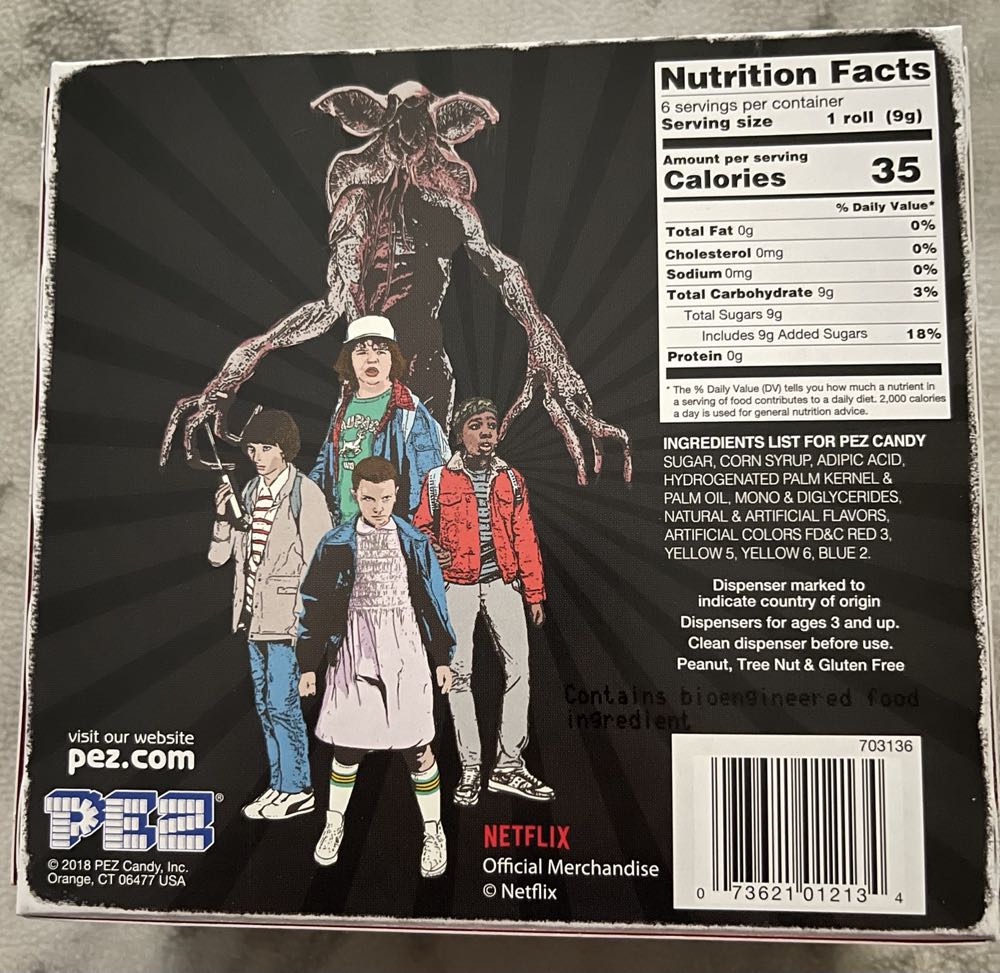 Nutrition Facts
6 servings per container
Serving size 1 roll (9g)
Amount per serving
Calories 35
% Daily Value*
Total Fat 0g 0%
Cholesterol 0mg 0%
Sodium 0mg 0%
Total Carbohydrate 9g 3%
Total Sugars 9g
Includes 9g Added Sugars 18%
Protein 0g
* The % Daily Value (DV) tells you how much a nutrient in
a serving of food contributes to a daily diet. 2,000 calories
a day is used for general nutrition advice.
INGREDIENTS LIST FOR PEZ CANDY
SUGAR, CORN SYRUP, ADIPIC ACID,
HYDROGENATED PALM KERNEL &
PALM OIL, MONO & DIGLYCERIDES,
NATURAL & ARTIFICIAL FLAVORS,
ARTIFICIAL COLORS FD&C RED 3,
YELLOW 5, YELLOW 6, BLUE 2.
Dispenser marked to
indicate country of origin
Dispensers for ages 3 and up.
Clean dispenser before use.
Peanut, Tree Nut & Gluten Free
Contains bioengineered food
ingredient
visit our website
pez.com
PEZ®
© 2018 PEZ Candy, Inc.
Orange, CT 06477 USA
NETFLIX
Official Merchandise
© Netflix
703136
0 73621 01213 4